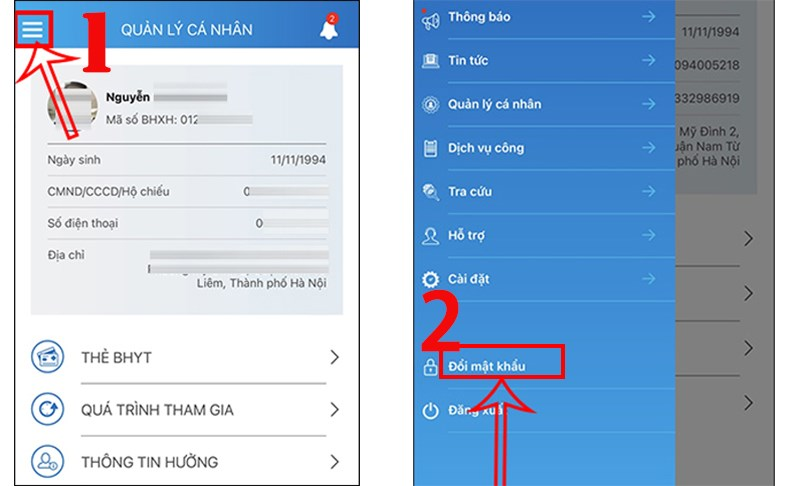 1
QUẢN LÝ CÁ NHÂN
2
Nguyễn
Mã số BHXH: 012
Ngày sinh 11/11/1994
CMND/CCCD/Hộ chiếu 0
Số điện thoại 0
Địa chỉ
Liêm, Thành phố Hà Nội
THẺ BHYT
QUÁ TRÌNH THAM GIA
THÔNG TIN HƯỞNG
Thông báo
Tin tức
Quản lý cá nhân
Dịch vụ công
Tra cứu
Hỗ trợ
Cài đặt
2
Đổi mật khẩu
Đăng xuất
11/11/1994
094005218
332986919
Mỹ Đình 2,
uận Nam Từ
phố Hà Nội